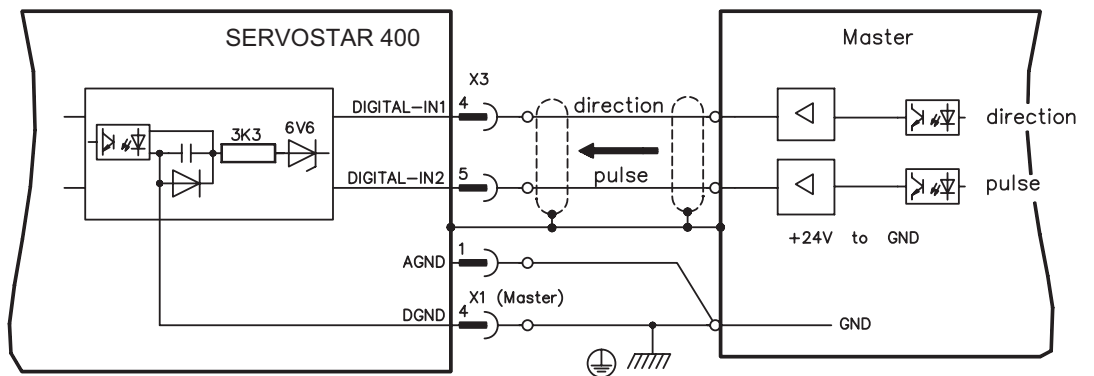 SERVOSTAR 400
Master
X3
DIGITAL-IN1
4
direction
direction
3K3
6V6
DIGITAL-IN2
5
pulse
pulse
+24V to GND
AGND
1
X1 (Master)
DGND
4
GND